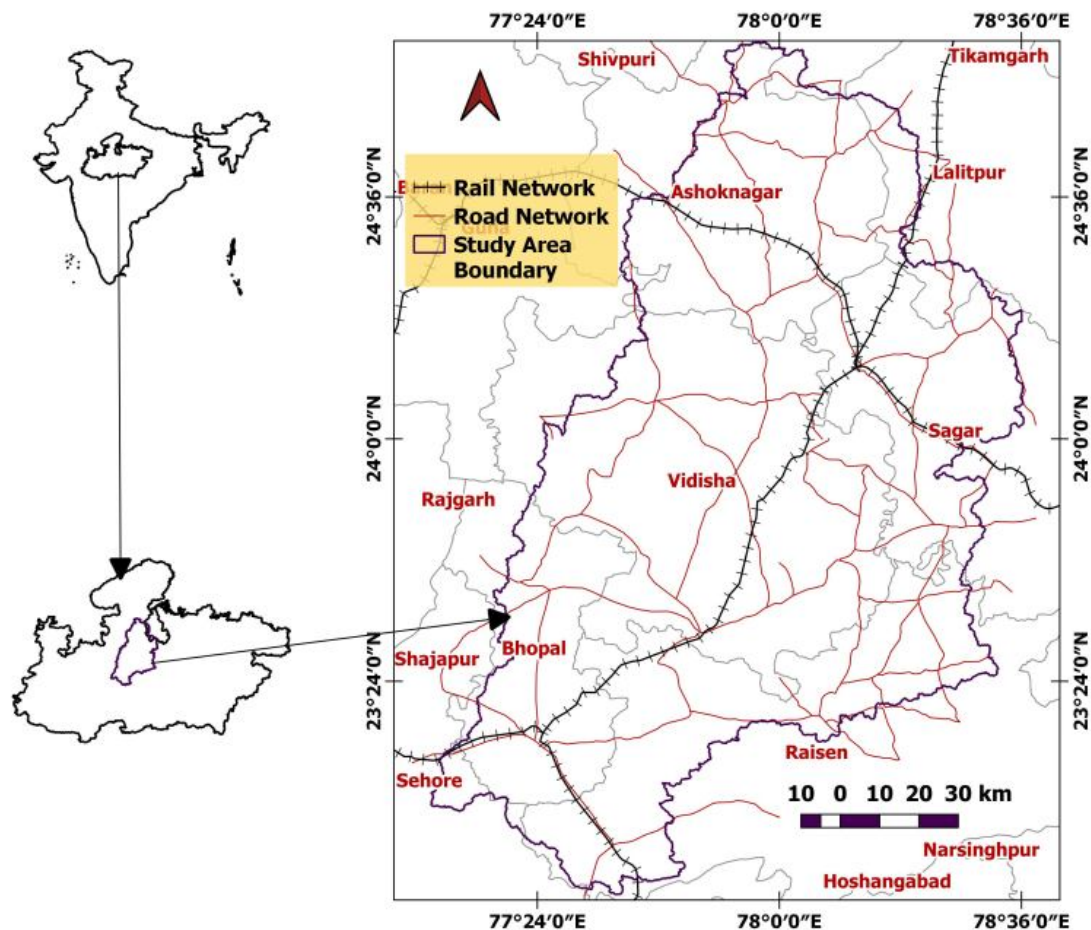 77°24′0″E 78°0′0″E 78°36′0″E
Shivpuri
Tikamgarh
24°36′0″N
Rail Network
Road Network
Study Area
Boundary
Guna
Ashoknagar
Lalitpur
24°36′0″N
24°0′0″N
Sagar
24°0′0″N
Vidisha
Rajgarh
23°24′0″N
Shajapur
Bhopal
23°24′0″N
Sehore
Raisen
10 0 10 20 30 km
Narsinghpur
Hoshangabad
77°24′0″E 78°0′0″E 78°36′0″E